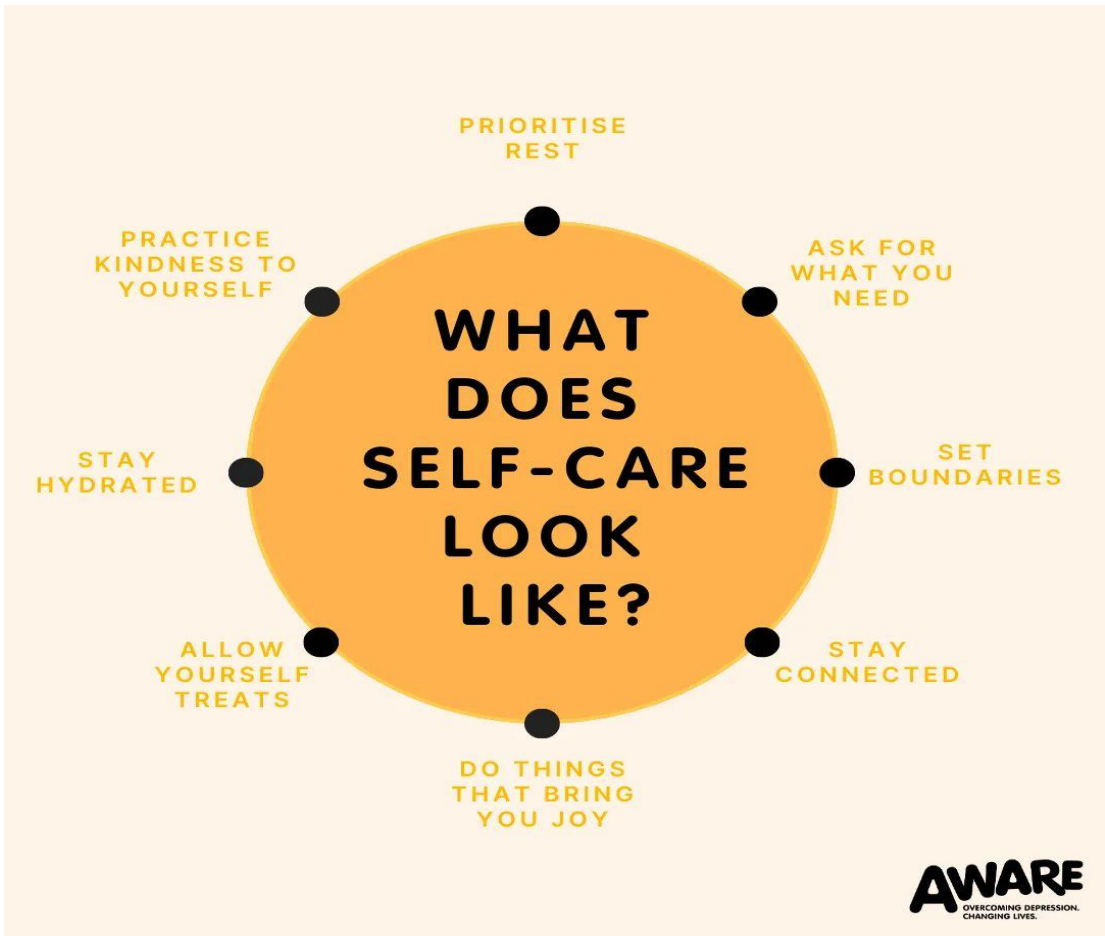 PRIORITISE
REST
PRACTICE
KINDNESS TO
YOURSELF
ASK FOR
WHAT YOU
NEED
WHAT
DOES
SELF-CARE
LOOK
LIKE?
STAY
HYDRATED
SET
BOUNDARIES
ALLOW
YOURSELF
TREATS
STAY
CONNECTED
DO THINGS
THAT BRING
YOU JOY
AWARE
OVERCOMING DEPRESSION.
CHANGING LIVES.